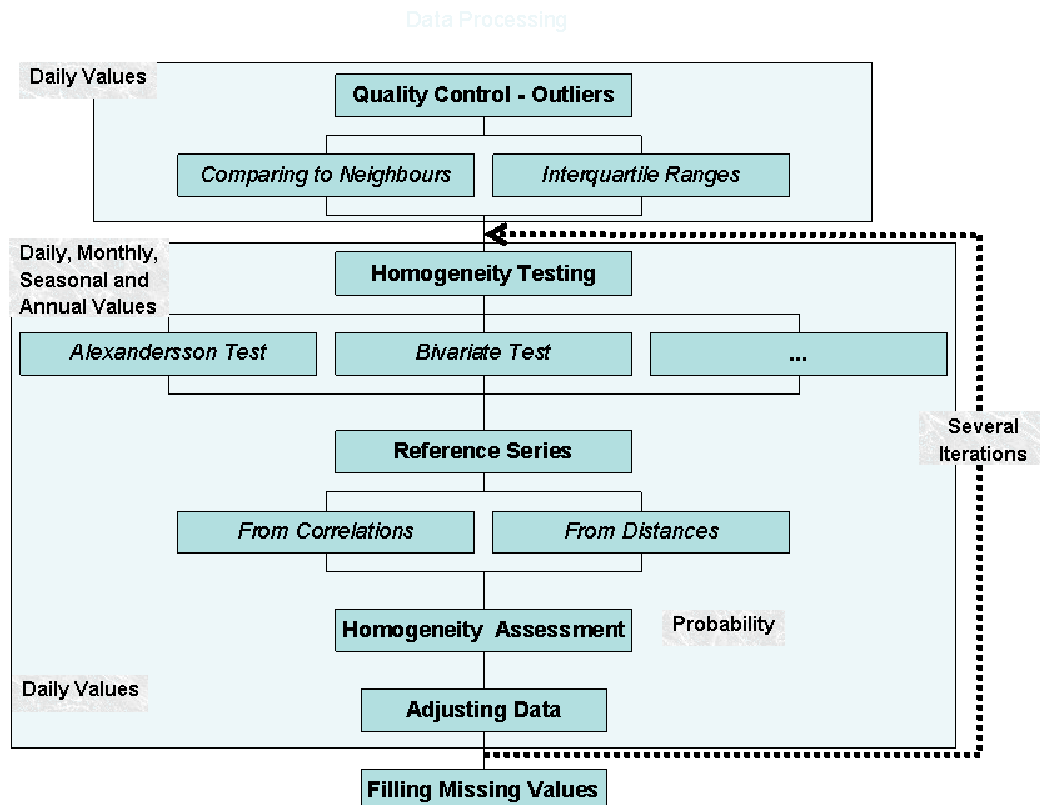 Data Processing
Daily Values
Quality Control - Outliers
Comparing to Neighbours
Interquartile Ranges
Daily, Monthly,
Seasonal and
Annual Values
Homogeneity Testing
Alexandersson Test
Bivariate Test
...
Several
Iterations
Reference Series
From Correlations
From Distances
Homogeneity Assessment
Probability
Daily Values
Adjusting Data
Filling Missing Values